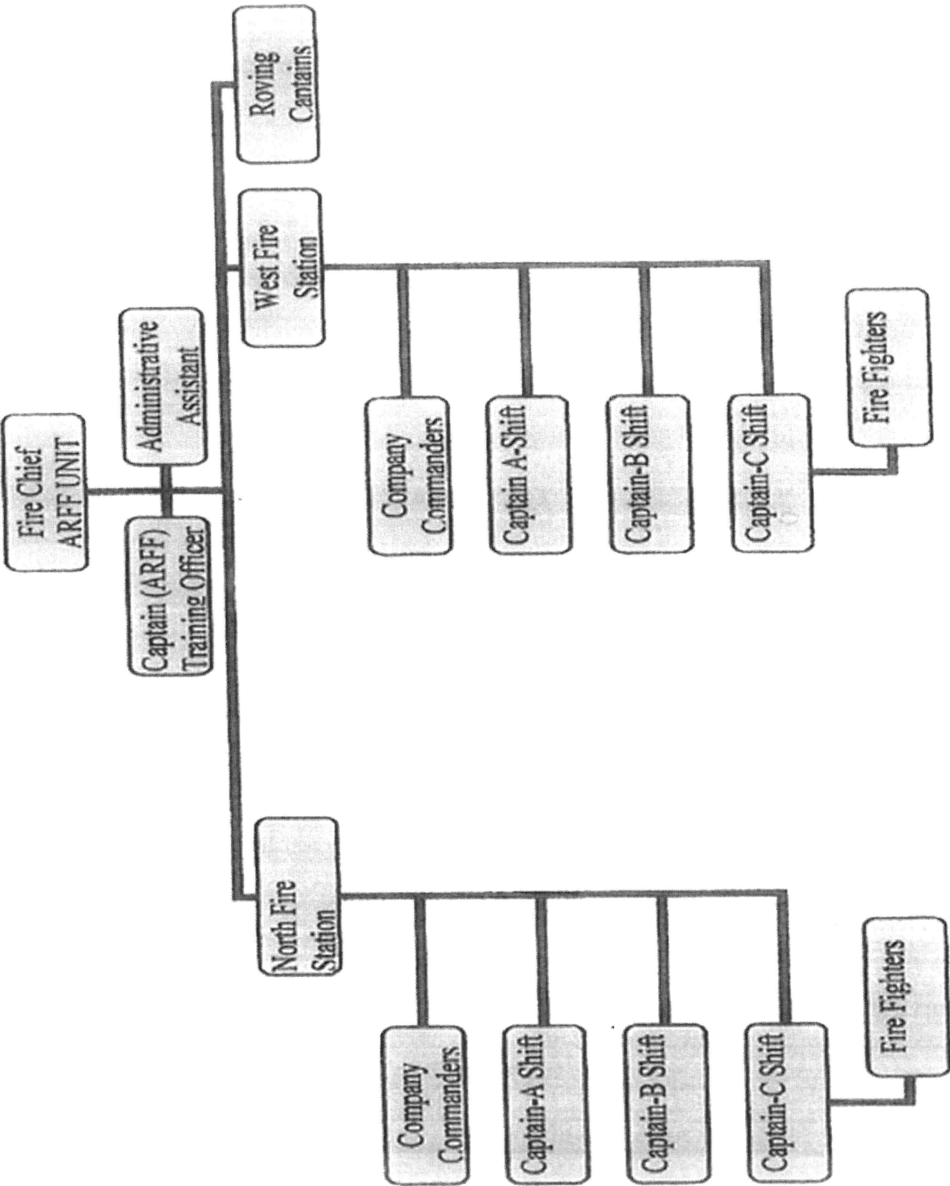 Fire Chief
ARFF UNIT
Captain (ARFF)
Training Officer
Administrative
Assistant
North Fire
Station
West Fire
Station
Roving
Cantains
Company
Commanders
Captain-A Shift
Captain-B Shift
Captain-C Shift
Fire Fighters
Company
Commanders
Captain A-Shift
Captain-B Shift
Captain-C Shift
Fire Fighters